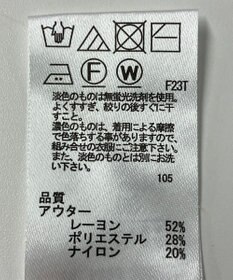 F
W
F23T
淡色のものは無蛍光洗剤を使用。
よくすすぎ、絞りの後すぐに干
すこと。
濃色のものは、着用による摩擦
で色落ちする事がありますので、
組み合せの衣服にご注意下さい。
また、淡色のものとは別にお洗
い下さい。
105
品質
アウター
レーヨン 52%
ポリエステル 28%
ナイロン 20%